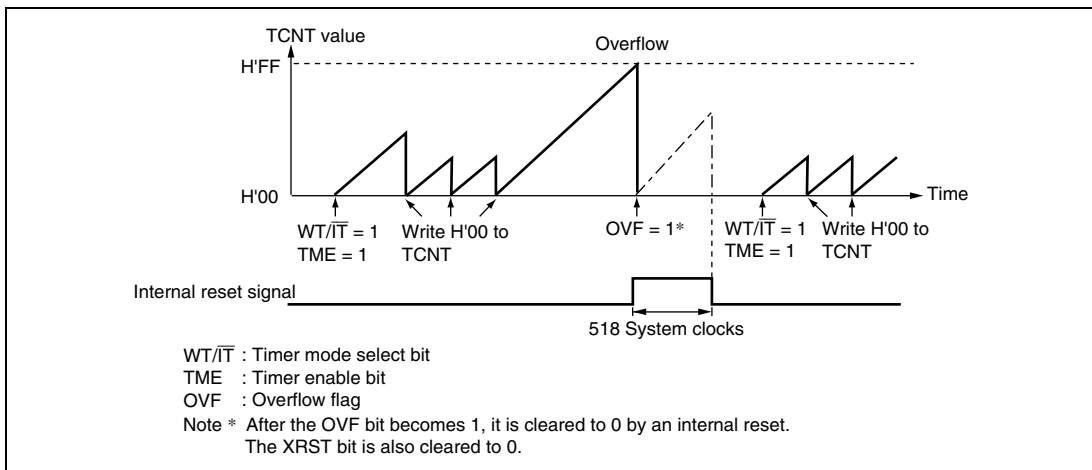 TCNT value
Overflow
H'FF
H'00
Time
WT/IT = 1
TME = 1
Write H'00 to
TCNT
OVF = 1*
WT/IT = 1
TME = 1
Write H'00 to
TCNT
Internal reset signal
518 System clocks
WT/IT : Timer mode select bit
TME : Timer enable bit
OVF : Overflow flag
Note * After the OVF bit becomes 1, it is cleared to 0 by an internal reset.
The XRST bit is also cleared to 0.